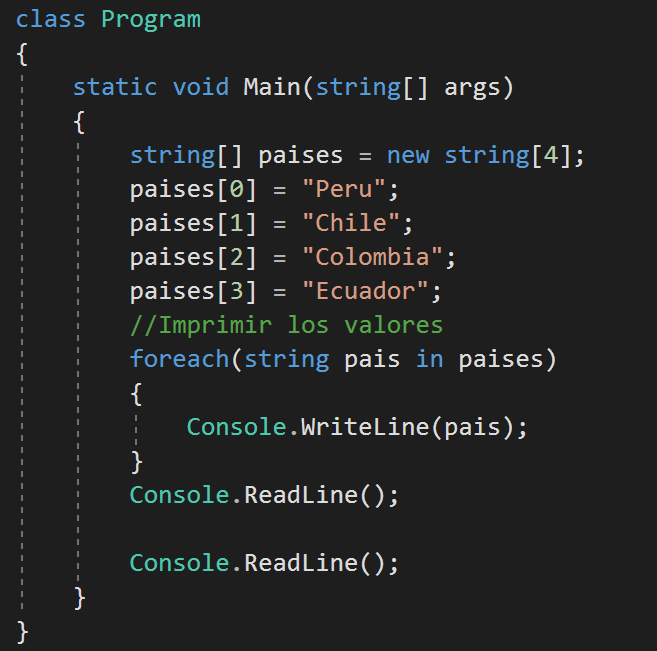 class Program
{
    static void Main(string[] args)
    {
        string[] paises = new string[4];
        paises[0] = "Peru";
        paises[1] = "Chile";
        paises[2] = "Colombia";
        paises[3] = "Ecuador";
        //Imprimir los valores
        foreach(string pais in paises)
        {
            Console.WriteLine(pais);
        }
        Console.ReadLine();

        Console.ReadLine();
    }
}